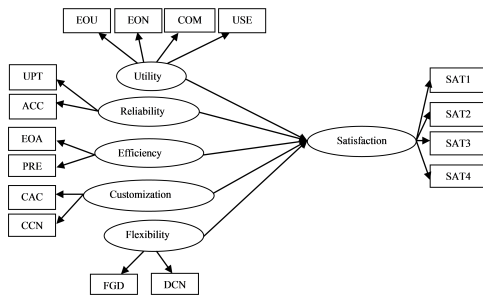 EOU EON COM USE
Utility
UPT
Reliability
ACC
SAT1
SAT2
EOA
Efficiency
Satisfaction
SAT3
PRE
SAT4
CAC
Customization
CCN
Flexibility
FGD DCN